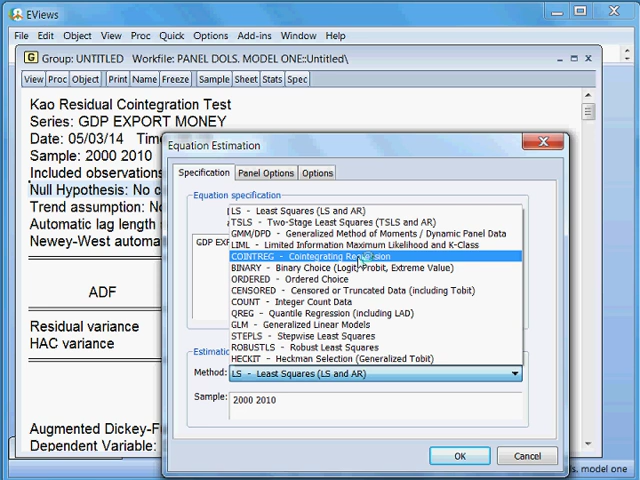 EViews
File Edit Object View Proc Quick Options Add-ins Window Help
G Group: UNTITLED Workfile: PANEL DOLS. MODEL ONE::Untitled\
View Proc Object Print Name Freeze Sample Sheet Stats Spec
Kao Residual Cointegration Test
Series: GDP EXPORT MONEY
Date: 05/03/14 Time
Sample: 2000 2010
Included observations
Null Hypothesis: No c
Trend assumption: No
Automatic lag length
Newey-West automa
ADF
Residual variance
HAC variance
Augmented Dickey-F
Dependent Variable:
Equation Estimation
Specification Panel Options Options
Equation specification
GDP EXP
LS - Least Squares (LS and AR)
TSLS - Two-Stage Least Squares (TSLS and AR)
GMM/DPD - Generalized Method of Moments / Dynamic Panel Data
LIML - Limited Information Maximum Likelihood and K-Class
COINTREG - Cointegrating Regression
BINARY - Binary Choice (Logit, Probit, Extreme Value)
ORDERED - Ordered Choice
CENSORED - Censored or Truncated Data (including Tobit)
COUNT - Integer Count Data
QREG - Quantile Regression (including LAD)
GLM - Generalized Linear Models
STEPLS - Stepwise Least Squares
ROBUSTLS - Robust Least Squares
HECKIT - Heckman Selection (Generalized Tobit)
Estimati
Method: LS - Least Squares (LS and AR)
Sample: 2000 2010
OK Cancel
ls. model one